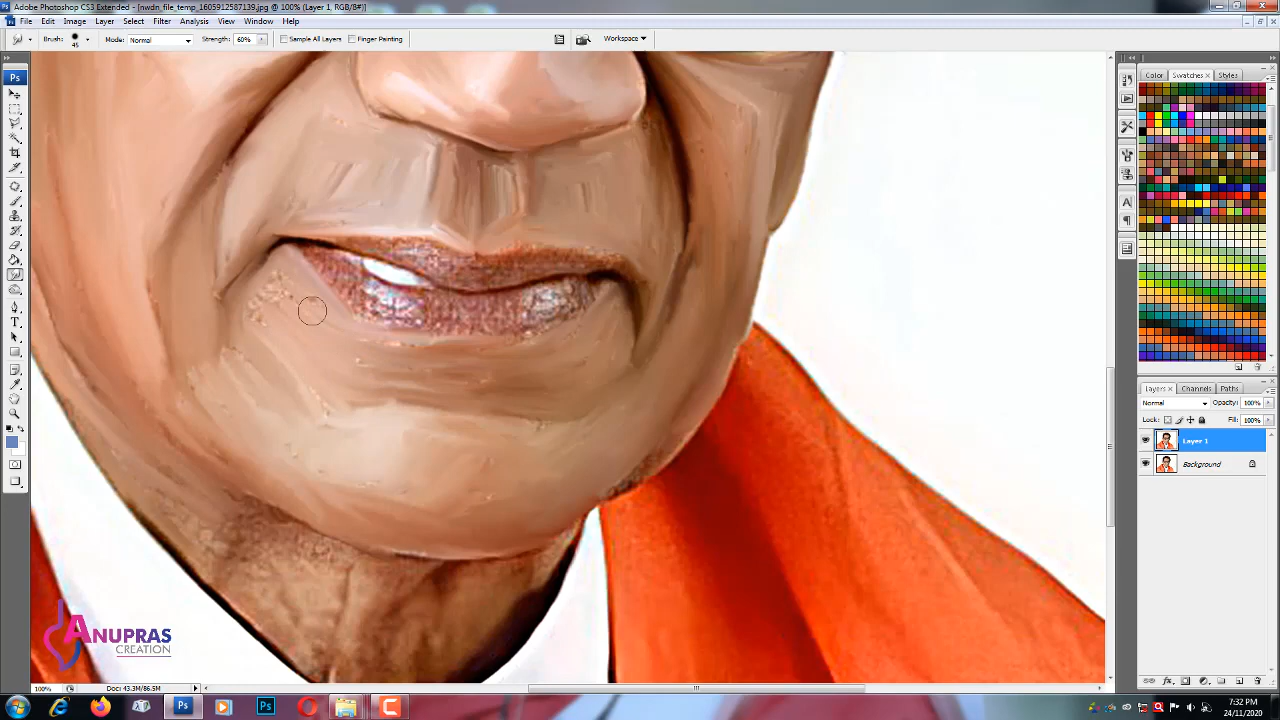 Adobe Photoshop CS3 Extended - [nwdn_file_temp_1605912587139.jpg @ 100% (Layer 1, RGB/8#)]
File Edit Image Layer Select Filter Analysis View Window Help
Brush: 45 Mode: Normal Strength: 60% Sample All Layers Finger Painting Workspace
Ps
Color Swatches Styles
Layers Channels Paths
Normal Opacity: 100%
Lock: Fill: 100%
Layer 1
Background
ANUPRAS
CREATION
100% Doc: 43.3M/86.5M
7:32 PM
24/11/2020